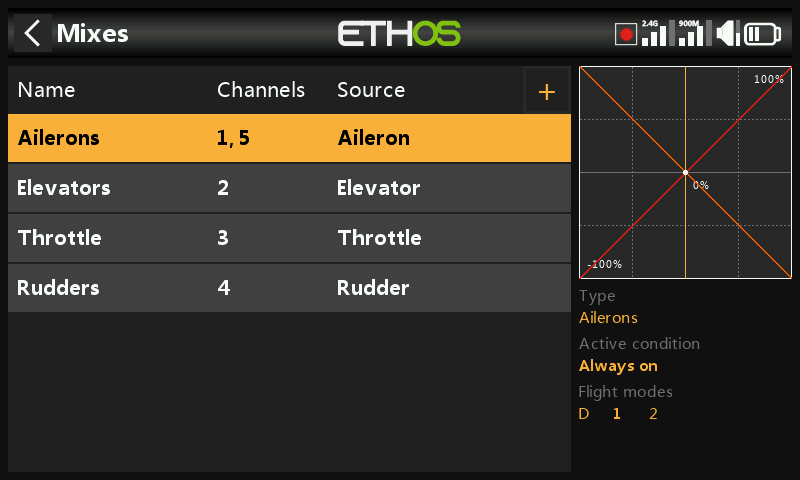 Mixes ETHOS 2.4G 900M
Name Channels Source +
Ailerons 1, 5 Aileron
Elevators 2 Elevator
Throttle 3 Throttle
Rudders 4 Rudder
100%
0%
-100%
Type
Ailerons
Active condition
Always on
Flight modes
D 1 2